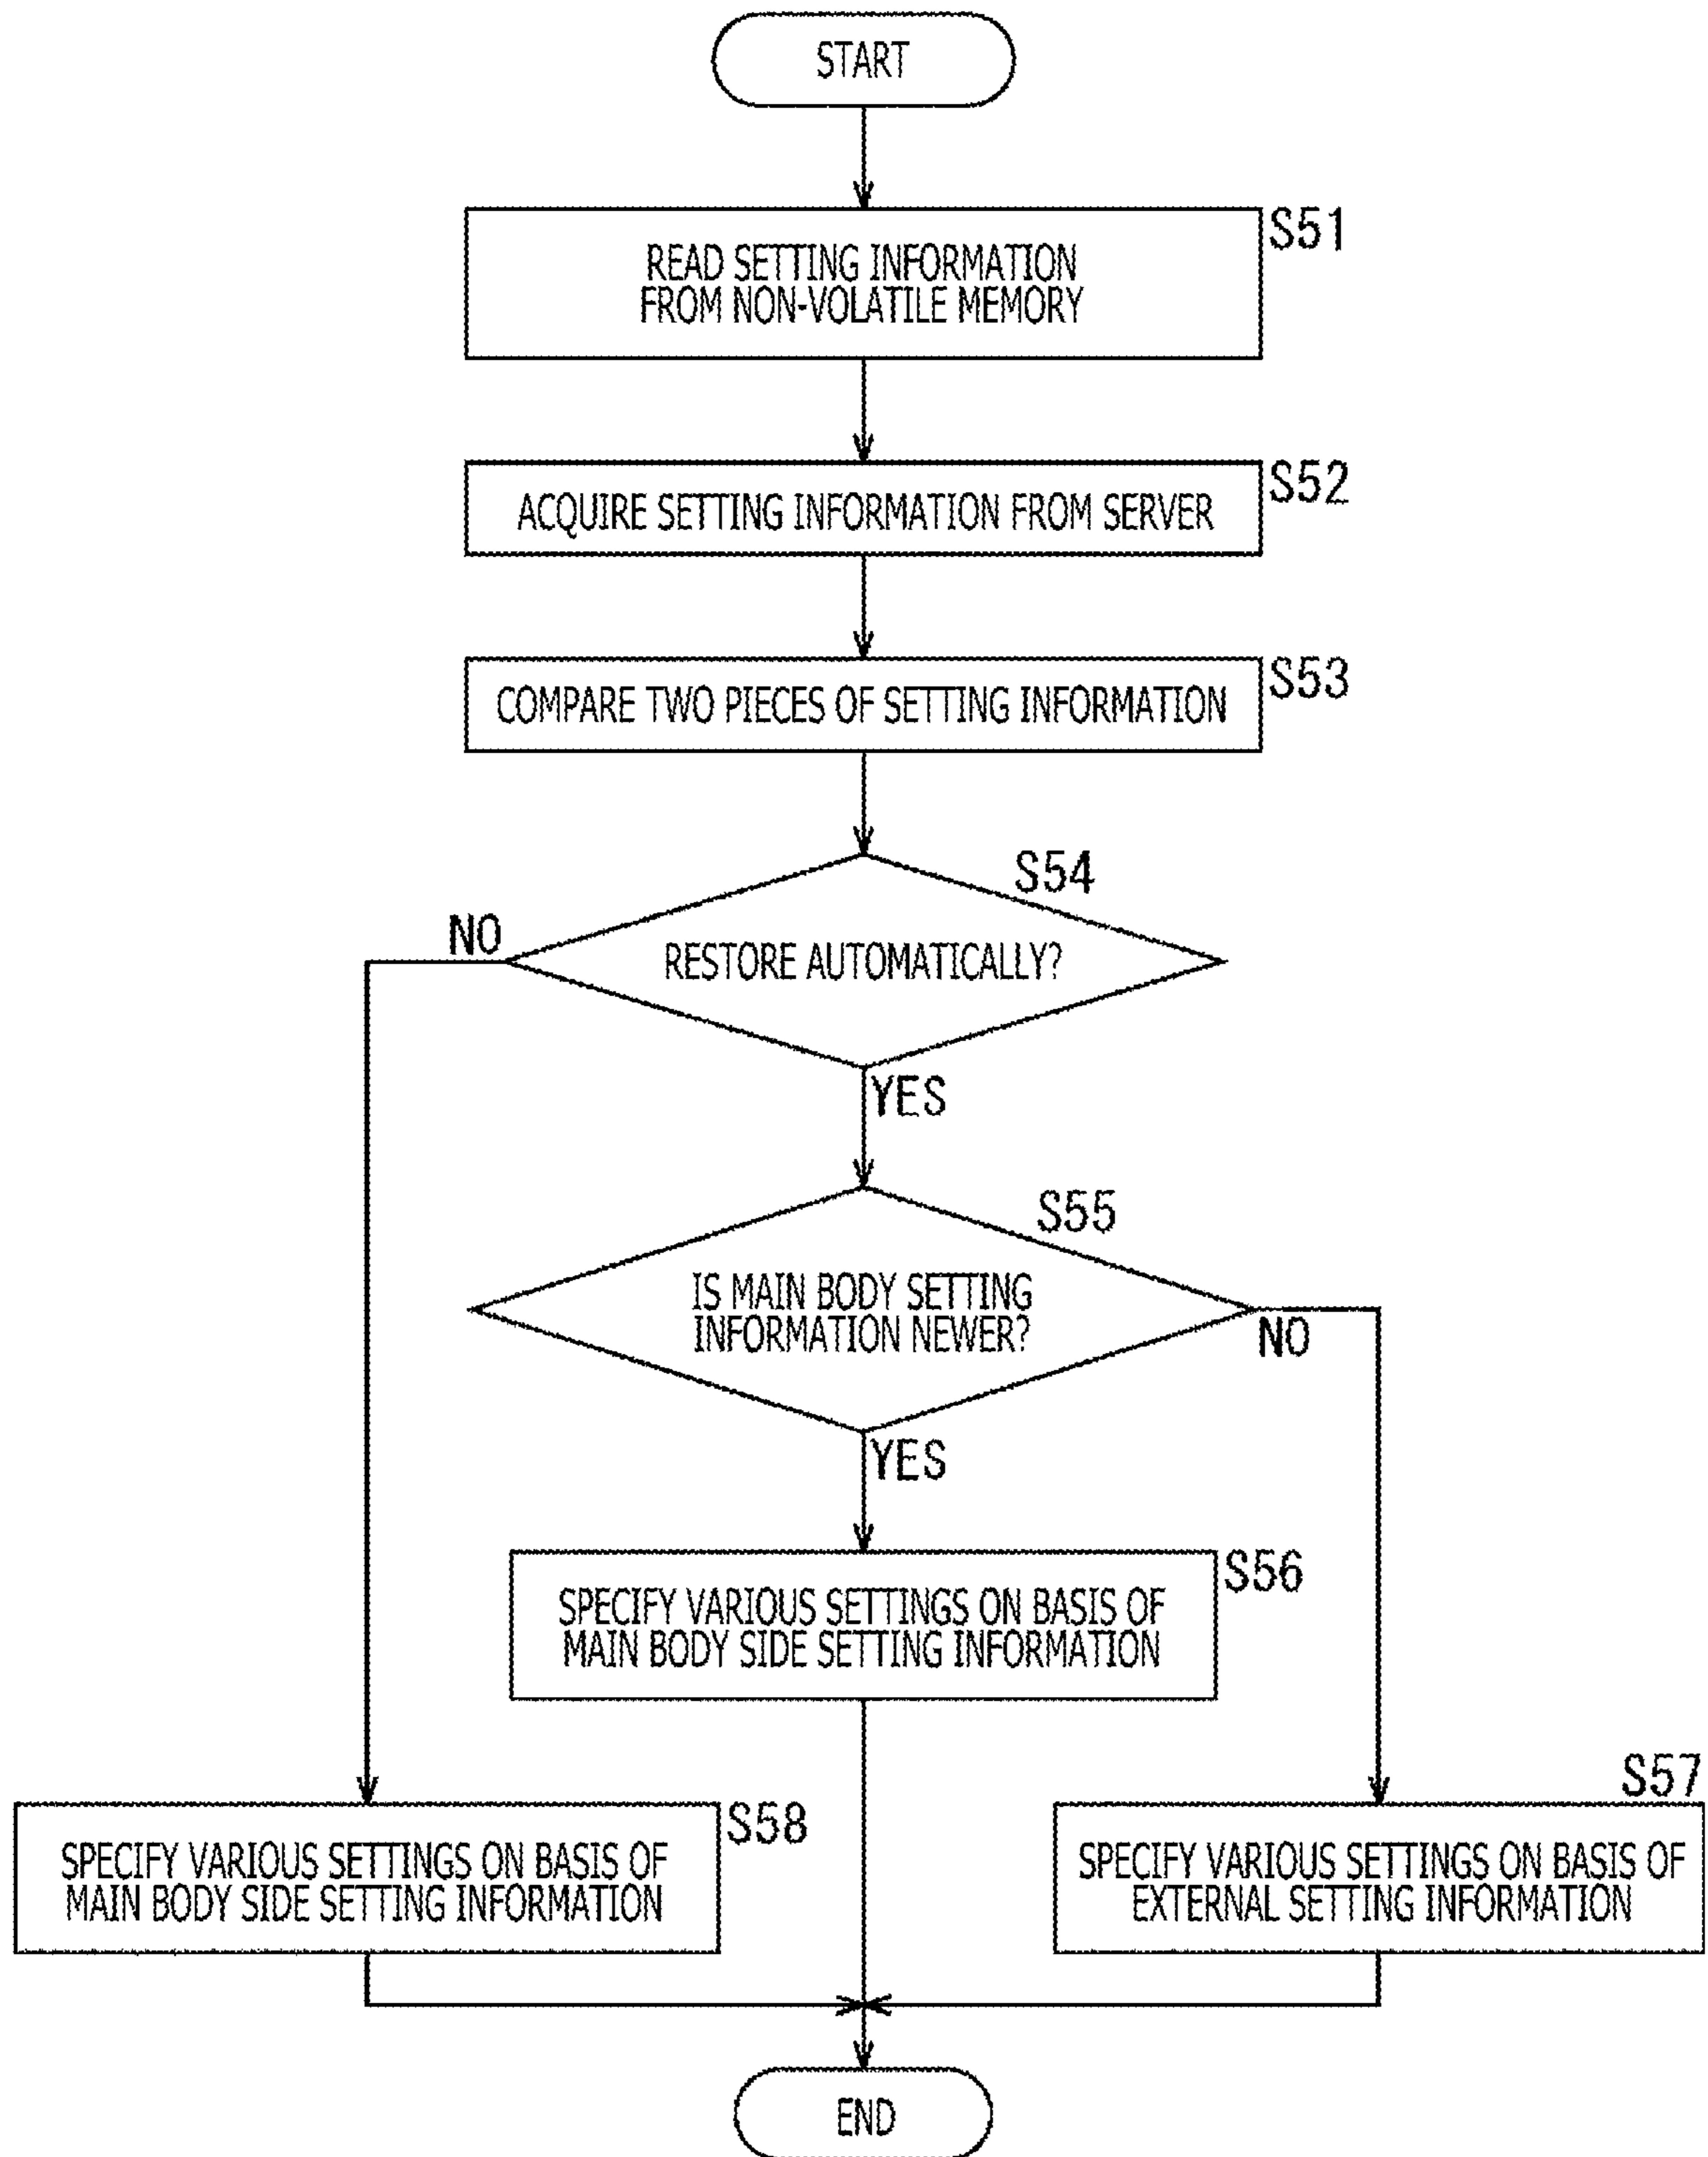 START
S51
READ SETTING INFORMATION
FROM NON-VOLATILE MEMORY
S52
ACQUIRE SETTING INFORMATION FROM SERVER
S53
COMPARE TWO PIECES OF SETTING INFORMATION
S54
NO
RESTORE AUTOMATICALLY?
YES
S55
IS MAIN BODY SETTING
INFORMATION NEWER?
NO
YES
S56
SPECIFY VARIOUS SETTINGS ON BASIS OF
MAIN BODY SIDE SETTING INFORMATION
S58
SPECIFY VARIOUS SETTINGS ON BASIS OF
MAIN BODY SIDE SETTING INFORMATION
S57
SPECIFY VARIOUS SETTINGS ON BASIS OF
EXTERNAL SETTING INFORMATION
END